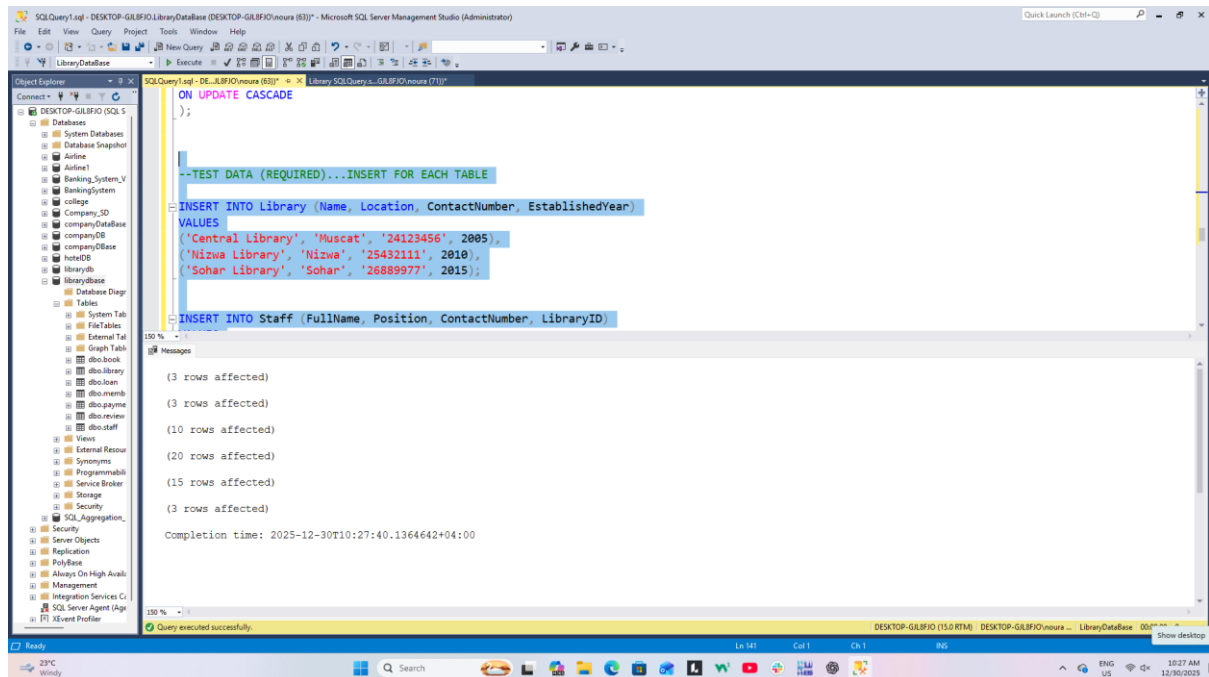 SQLQuery1.sql - DESKTOP-GJL8FJO.LibraryDataBase (DESKTOP-GJL8FJO\noura (63))* - Microsoft SQL Server Management Studio (Administrator)
Quick Launch (Ctrl+Q)
File Edit View Query Project Tools Window Help
New Query
LibraryDataBase
Execute
Object Explorer
SQLQuery1.sql - DE...JL8FJO\noura (63))*
Library SQLQuery.s...GJL8FJO\noura (71))*
Connect
DESKTOP-GJL8FJO (SQL S
Databases
System Databases
Database Snapshot
Airline
Airline1
Banking_System_V
BankingSystem
college
Company_SD
companyDataBase
companyDB
companyDBase
hotelDB
librarydb
librarydbase
Database Diagr
Tables
System Tab
FileTables
External Tal
Graph Tabl
dbo.book
dbo.library
dbo.loan
dbo.memb
dbo.payme
dbo.review
dbo.staff
Views
External Resour
Synonyms
Programmabili
Service Broker
Storage
Security
SQL_Aggregation_
Security
Server Objects
Replication
PolyBase
Always On High Availa
Management
Integration Services Ca
SQL Server Agent (Age
XEvent Profiler
ON UPDATE CASCADE
);
--TEST DATA (REQUIRED)...INSERT FOR EACH TABLE
INSERT INTO Library (Name, Location, ContactNumber, EstablishedYear)
VALUES
('Central Library', 'Muscat', '24123456', 2005),
('Nizwa Library', 'Nizwa', '25432111', 2010),
('Sohar Library', 'Sohar', '26889977', 2015);
INSERT INTO Staff (FullName, Position, ContactNumber, LibraryID)
150 %
Messages
(3 rows affected)
(3 rows affected)
(10 rows affected)
(20 rows affected)
(15 rows affected)
(3 rows affected)
Completion time: 2025-12-30T10:27:40.1364642+04:00
150 %
Query executed successfully.
DESKTOP-GJL8FJO (15.0 RTM) DESKTOP-GJL8FJO\noura ... LibraryDataBase
Show desktop
Ready
Ln 141 Col 1 Ch 1 INS
23°C
Windy
Search
ENG
US
10:27 AM
12/30/2025